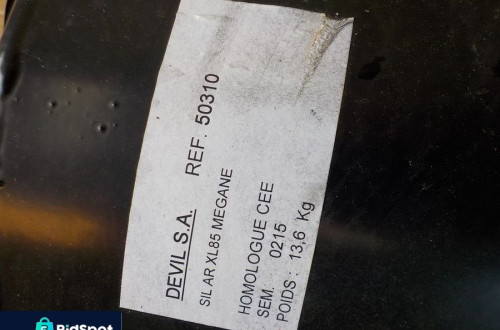 DEVIL S.A. REF. 50310
SIL AR XL85 MEGANE
HOMOLOGUE CEE
SEM. 0215
POIDS : 13,6 Kg
BidSpot